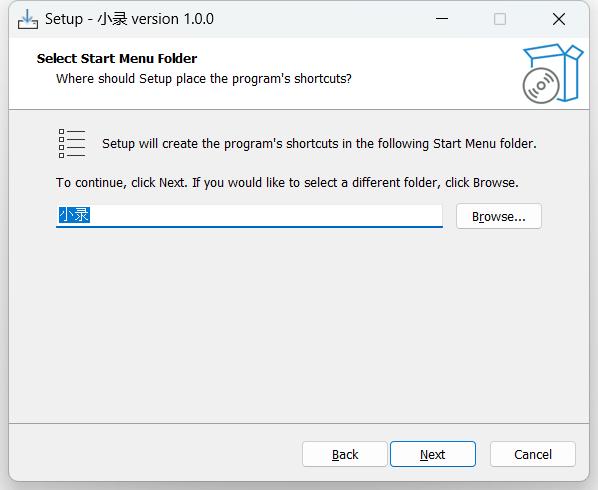 Setup - 小录 version 1.0.0
Select Start Menu Folder
Where should Setup place the program's shortcuts?
Setup will create the program's shortcuts in the following Start Menu folder.
To continue, click Next. If you would like to select a different folder, click Browse.
小录
Browse...
Back
Next
Cancel